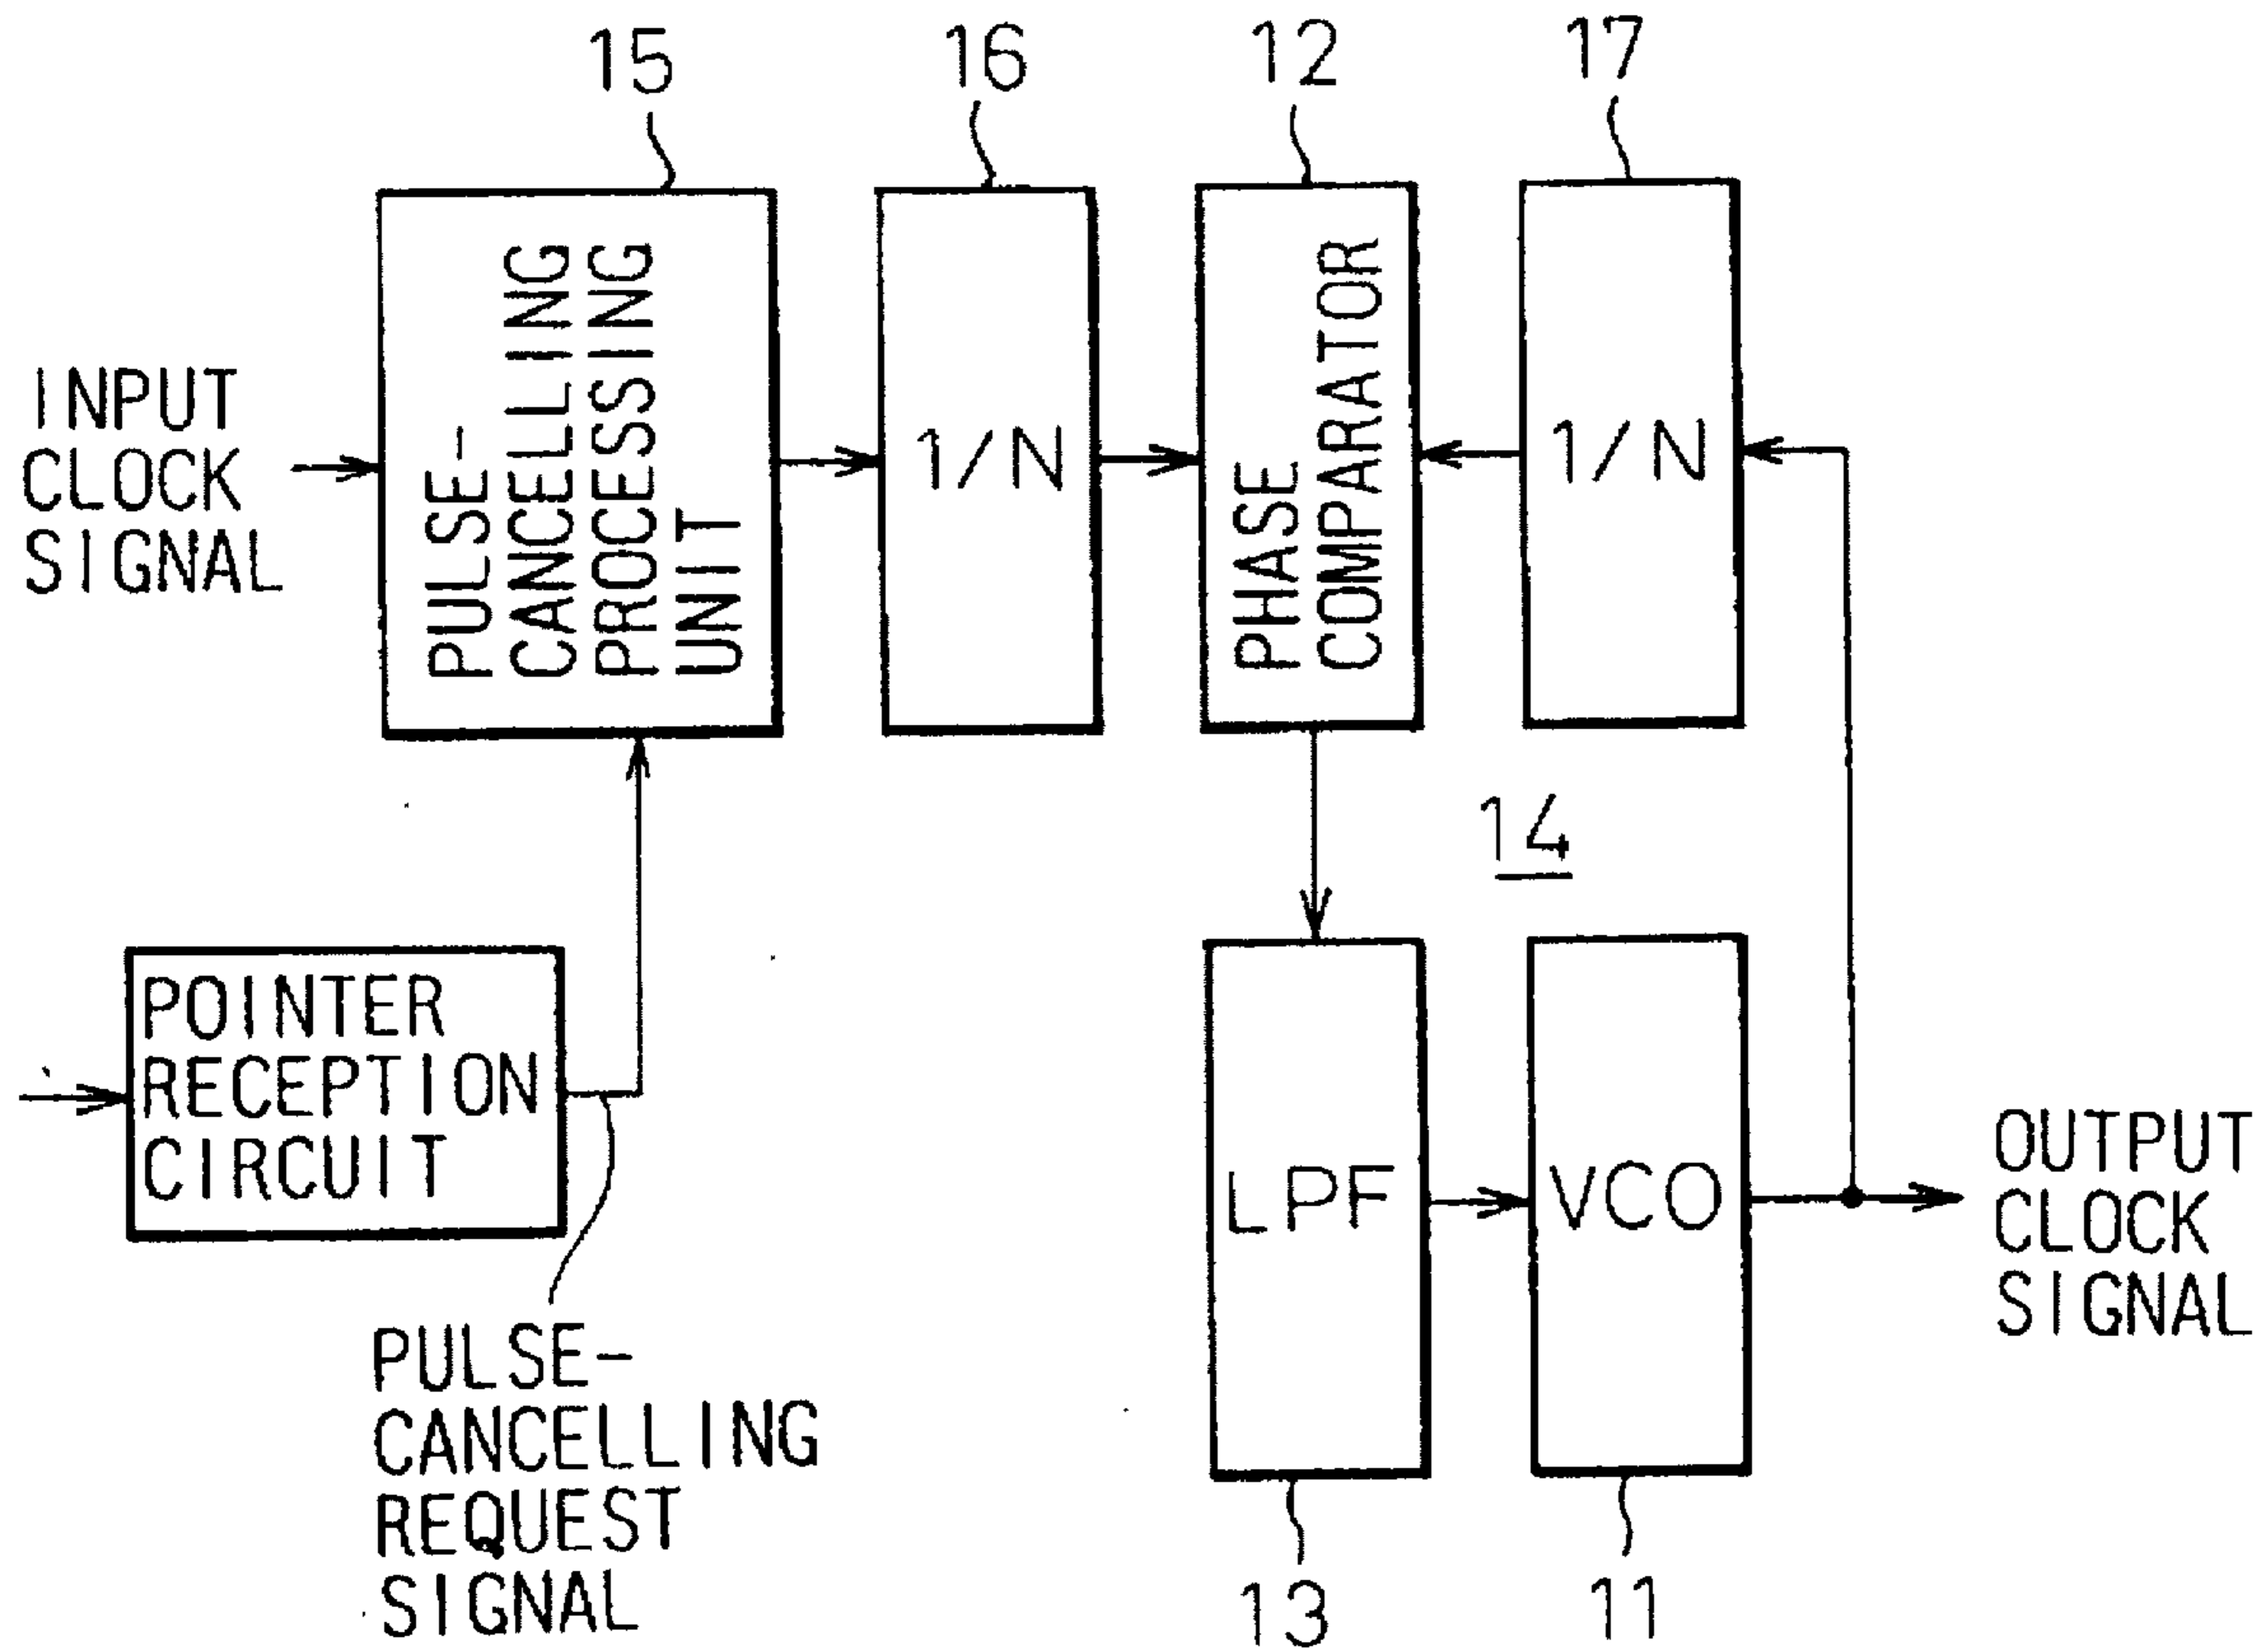 15
16
12
17
INPUT
CLOCK
SIGNAL
PULSE-
CANCELLING
PROCESSING
UNIT
1/N
PHASE
COMPARATOR
1/N
14
POINTER
RECEPTION
CIRCUIT
LPF
VCO
OUTPUT
CLOCK
SIGNAL
PULSE-
CANCELLING
REQUEST
SIGNAL
13
11